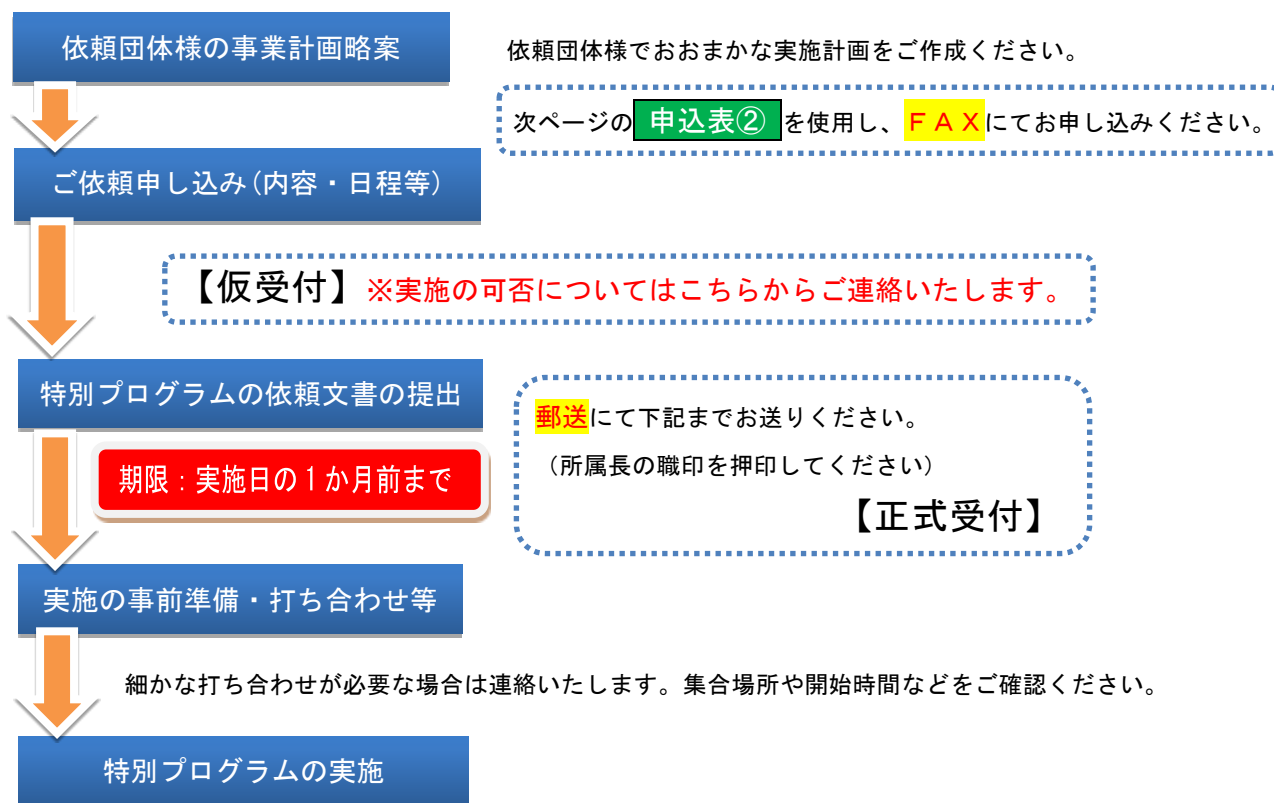 依頼団体様の事業計画略案
依頼団体様でおおまかな実施計画をご作成ください。
次ページの 申込表② を使用し、ＦＡＸにてお申し込みください。
ご依頼申し込み(内容・日程等)
【仮受付】※実施の可否についてはこちらからご連絡いたします。
特別プログラムの依頼文書の提出
郵送にて下記までお送りください。
（所属長の職印を押印してください）
期限：実施日の１か月前まで
【正式受付】
実施の事前準備・打ち合わせ等
細かな打ち合わせが必要な場合は連絡いたします。集合場所や開始時間などをご確認ください。
特別プログラムの実施